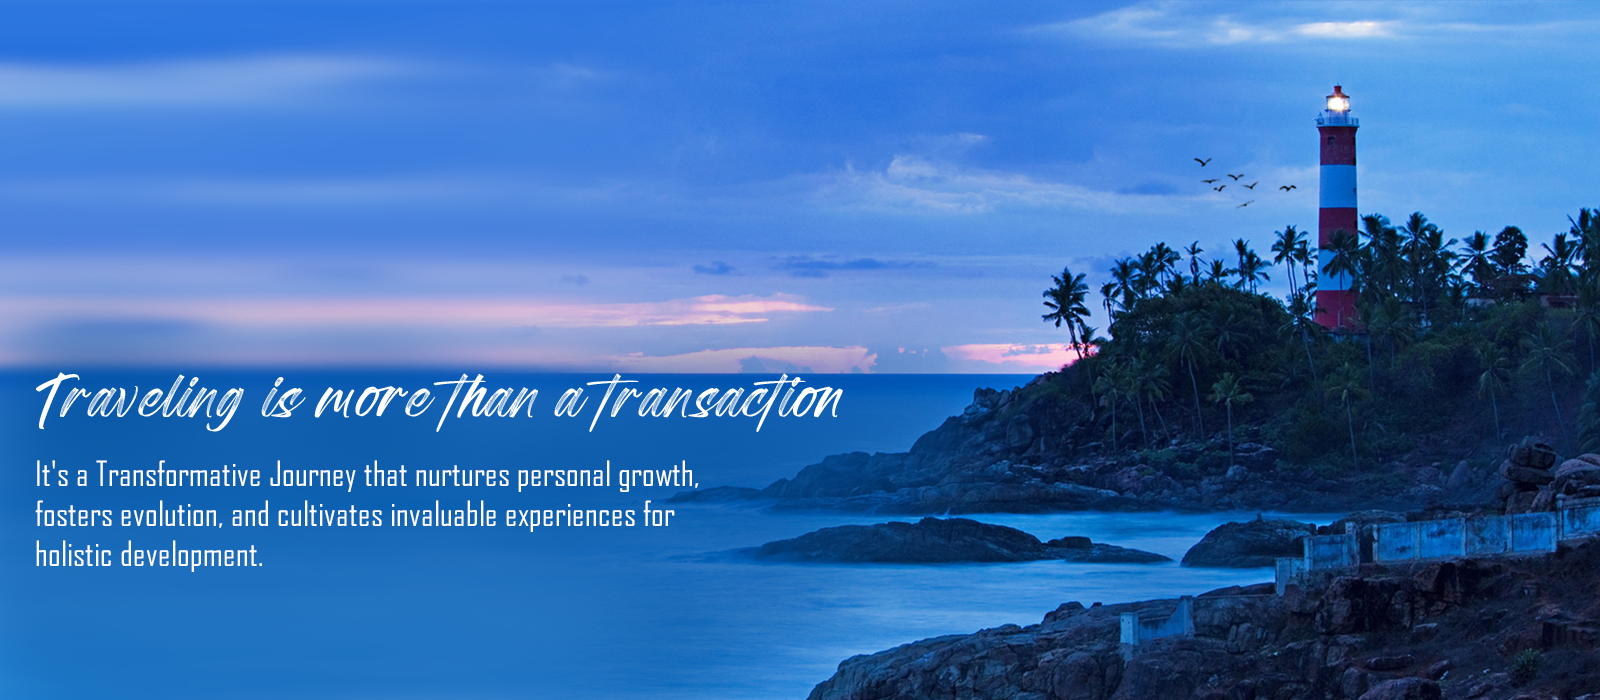 Traveling is more than a transaction
It's a Transformative Journey that nurtures personal growth,
fosters evolution, and cultivates invaluable experiences for
holistic development.